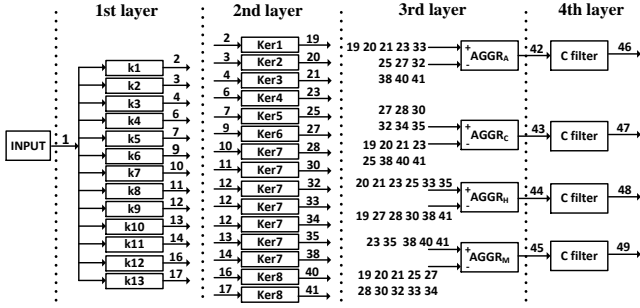 1st layer 2nd layer 3rd layer 4th layer
INPUT 1
k1 2
k2 3
k3 4
k4 6
k5 7
k6 9
k7 10
k8 11
k9 12
k10 13
k11 14
k12 16
k13 17
2 Ker1 19
3 Ker2 20
4 Ker3 21
6 Ker4 23
7 Ker5 25
9 Ker6 27
10 Ker7 28
11 Ker7 30
12 Ker7 32
12 Ker7 33
12 Ker7 34
13 Ker7 35
14 Ker7 38
16 Ker8 40
17 Ker8 41
19 20 21 23 33
25 27 32
38 40 41
+ - AGGRA 42 C filter 46
27 28 30
32 34 35
19 20 21 23
25 38 40 41
+ - AGGRC 43 C filter 47
20 21 23 25 33 35
19 27 28 30 38 41
+ - AGGRH 44 C filter 48
23 35 38 40 41
19 20 21 25 27
28 30 32 33 34
+ - AGGRM 45 C filter 49